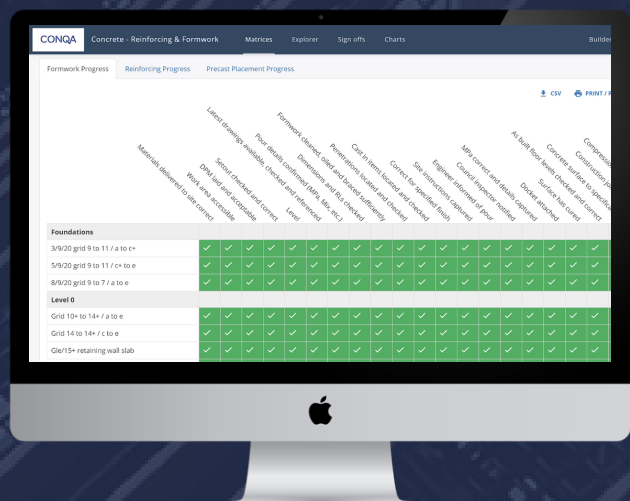 CONQA Concrete - Reinforcing & Formwork Matrices Explorer Sign offs Charts
Formwork Progress Reinforcing Progress Precast Placement Progress
CSV PRINT /
Materials delivered to site correct
Work area accessible
DPM laid and acceptable
Setout checked and correct
Latest drawings available, checked and referenced
Level
Pour details confirmed (MPa, Mix, etc.)
Dimensions and RLs checked
Formwork cleaned, oiled and braced sufficiently
Penetrations located and checked
Cast in items located and checked
Correct for specified finish
Site instructions captured
Engineer informed of pour
Council inspector notified
MPa correct and details captured
Docket attached
As built floor levels checked and correct
Surface has cured
Concrete surface to
Construction
Foundations
3/9/20 grid 9 to 11 / a to c+
5/9/20 grid 9 to 11 / c+ to e
8/9/20 grid 9 to 7 / a to e
Level 0
Grid 10+ to 14+ / a to e
Grid 14 to 14+ / c to e
Gle/15+ retaining wall slab